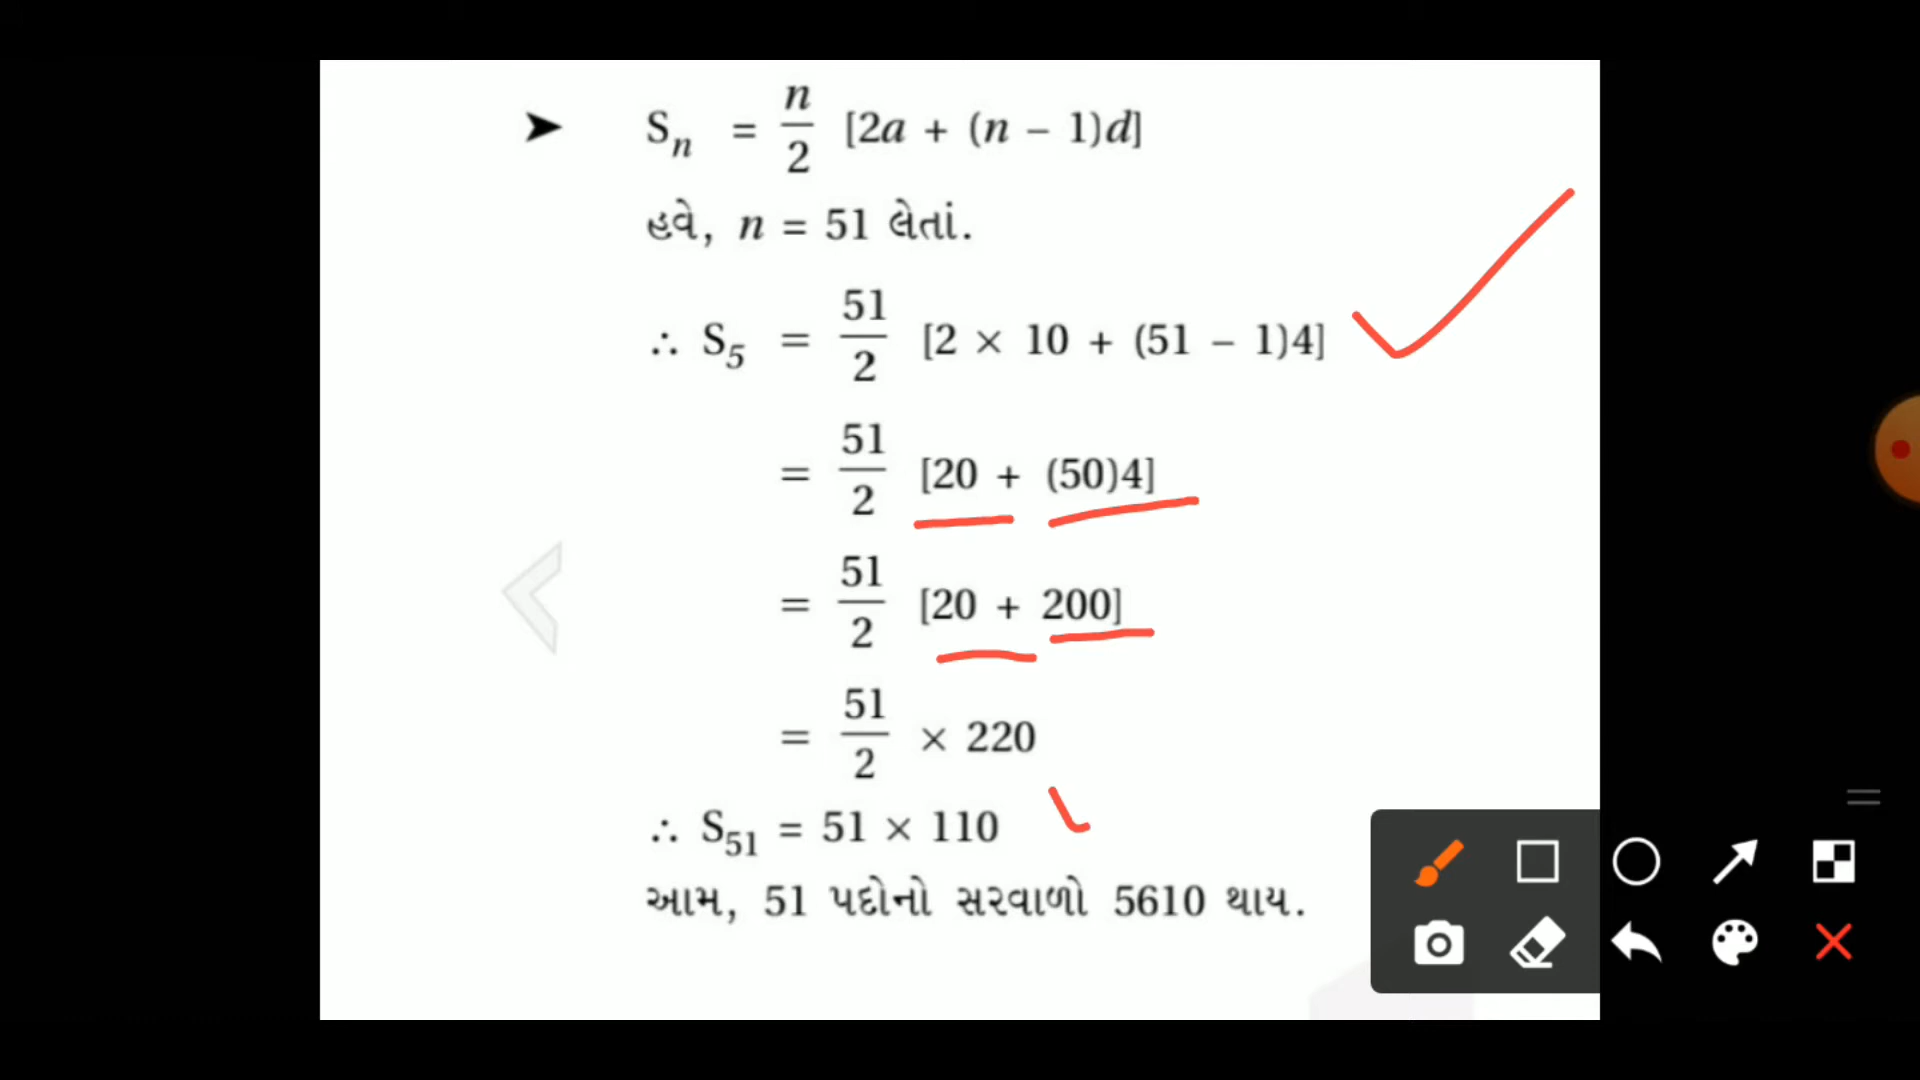 ➤ Sₙ = n/2 [2a + (n – 1)d]
હવે, n = 51 લેતાં.
∴ S₅ = 51/2 [2 × 10 + (51 – 1)4]
= 51/2 [20 + (50)4]
= 51/2 [20 + 200]
= 51/2 × 220
∴ S₅₁ = 51 × 110
આમ, 51 પદોનો સરવાળો 5610 થાય.